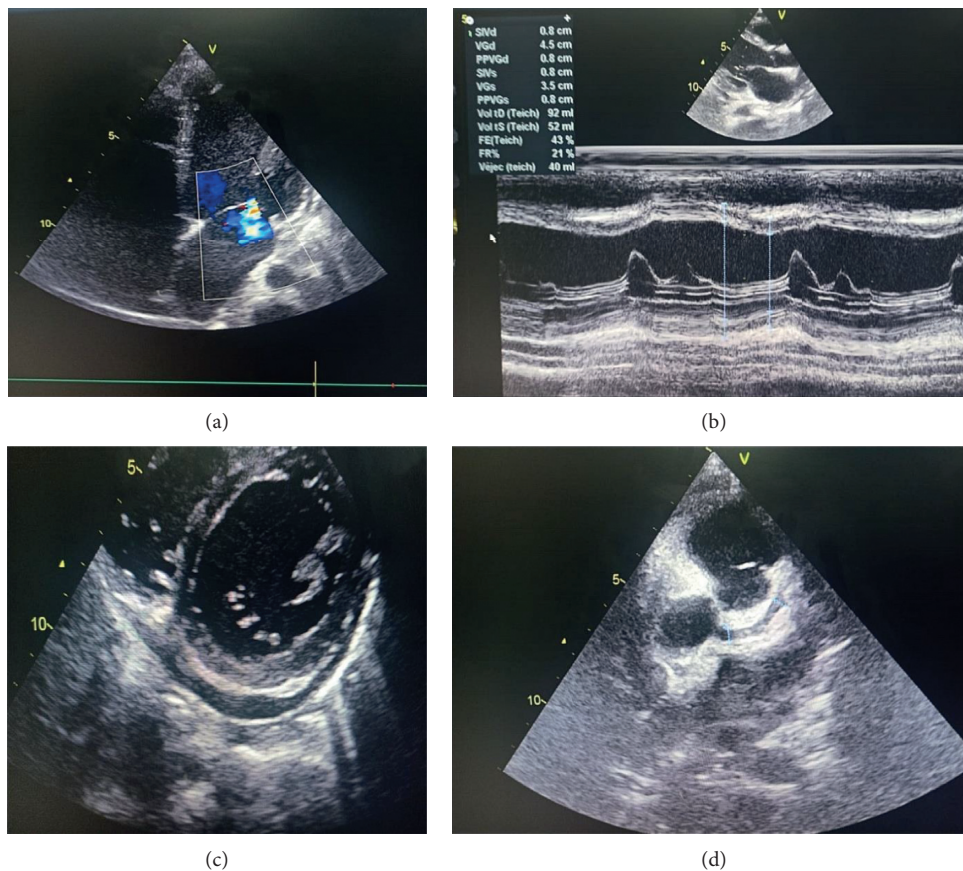 V
5
10
(a)
5
SIVd 0.8 cm
VGd 4.5 cm
PPVGd 0.8 cm
SIVs 0.8 cm
VGs 3.5 cm
PPVGs 0.8 cm
Vol tD (Teich) 92 ml
Vol tS (Teich) 52 ml
FE(Teich) 43 %
FR% 21 %
Véjec (teich) 40 ml
5
10
(b)
5
10
(c)
V
5
10
(d)